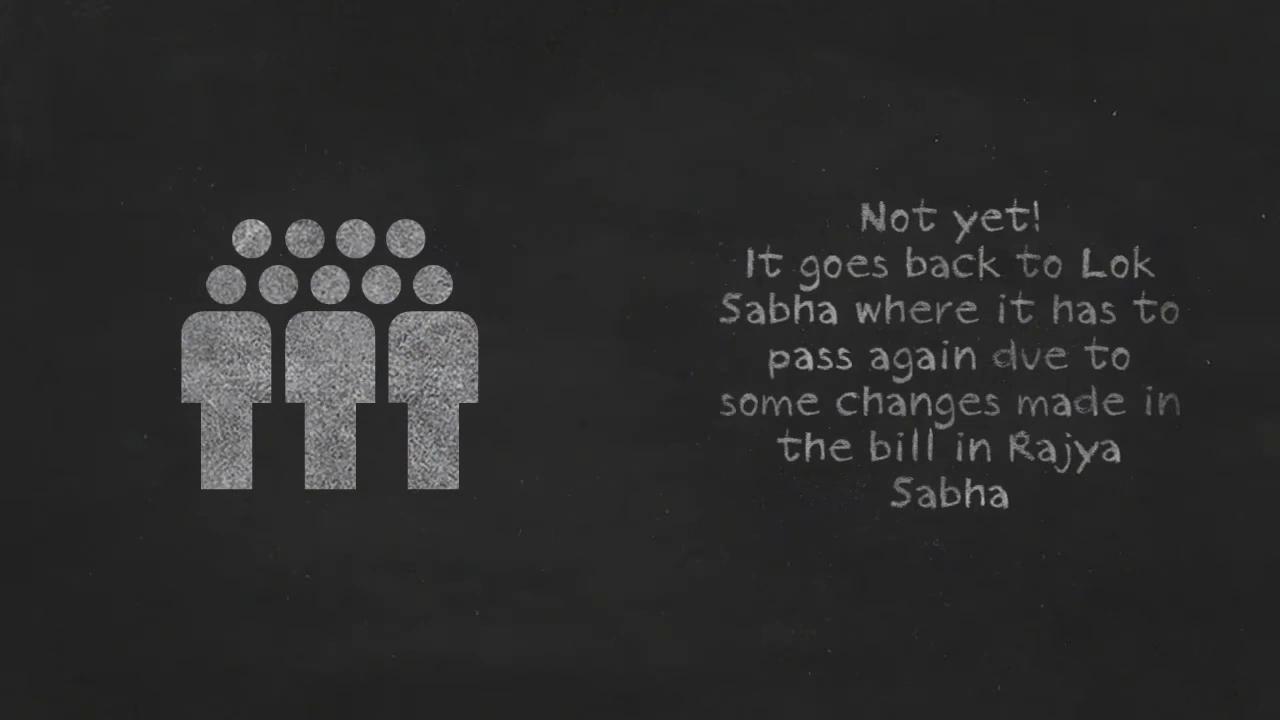 Not yet!
It goes back to Lok
Sabha where it has to
pass again due to
some changes made in
the bill in Rajya
Sabha